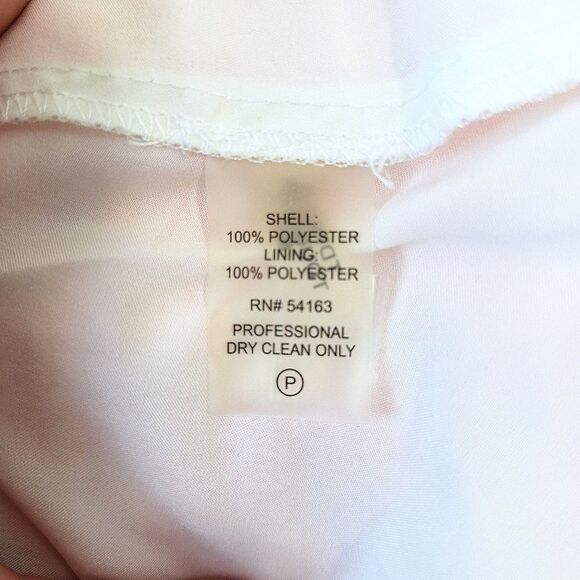 SHELL:
100% POLYESTER
LINING:
100% POLYESTER
RN# 54163
PROFESSIONAL
DRY CLEAN ONLY
P